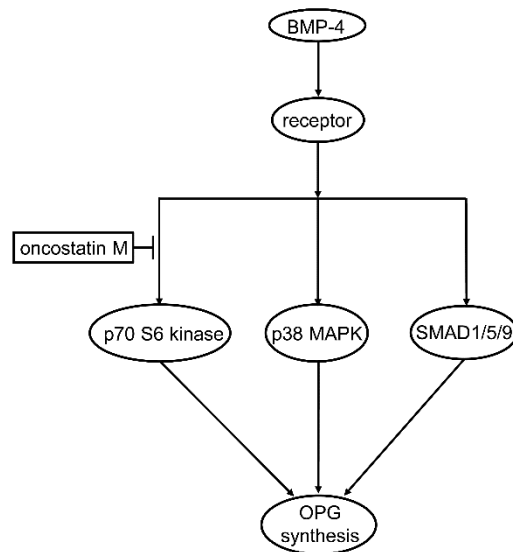 BMP-4
receptor
oncostatin M
p70 S6 kinase
p38 MAPK
SMAD1/5/9
OPG
synthesis